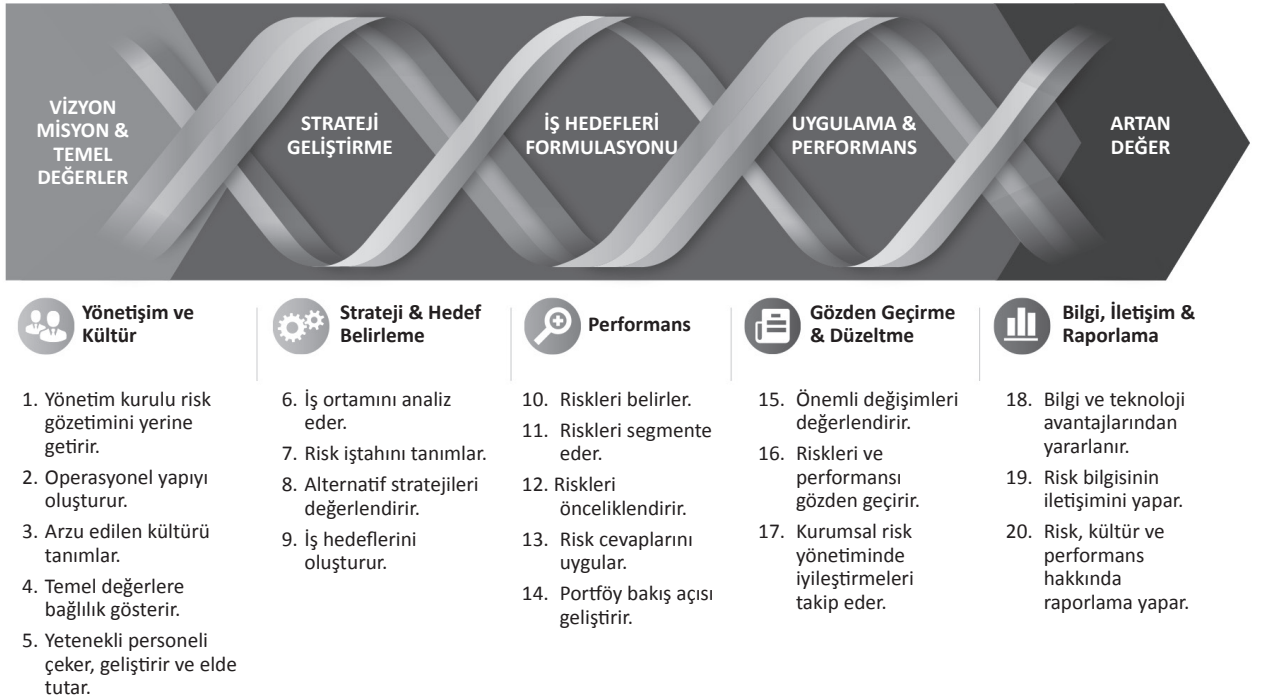 VİZYON
MİSYON &
TEMEL
DEĞERLER
STRATEJİ
GELİŞTİRME
İŞ HEDEFLERİ
FORMULASYONU
UYGULAMA &
PERFORMANS
ARTAN
DEĞER
Yönetişim ve
Kültür
1. Yönetim kurulu risk
gözetimini yerine
getirir.
2. Operasyonel yapıyı
oluşturur.
3. Arzu edilen kültürü
tanımlar.
4. Temel değerlere
bağlılık gösterir.
5. Yetenekli personeli
çeker, geliştirir ve elde
tutar.
Strateji & Hedef
Belirleme
6. İş ortamını analiz
eder.
7. Risk iştahını tanımlar.
8. Alternatif stratejileri
değerlendirir.
9. İş hedeflerini
oluşturur.
Performans
10. Riskleri belirler.
11. Riskleri segmente
eder.
12. Riskleri
önceliklendirir.
13. Risk cevaplarını
uygular.
14. Portföy bakış açısı
geliştirir.
Gözden Geçirme
& Düzeltme
15. Önemli değişimleri
değerlendirir.
16. Riskleri ve
performansı
gözden geçirir.
17. Kurumsal risk
yönetiminde
iyileştirmeleri
takip eder.
Bilgi, İletişim &
Raporlama
18. Bilgi ve teknoloji
avantajlarından
yararlanır.
19. Risk bilgisinin
iletişimini yapar.
20. Risk, kültür ve
performans
hakkında
raporlama yapar.